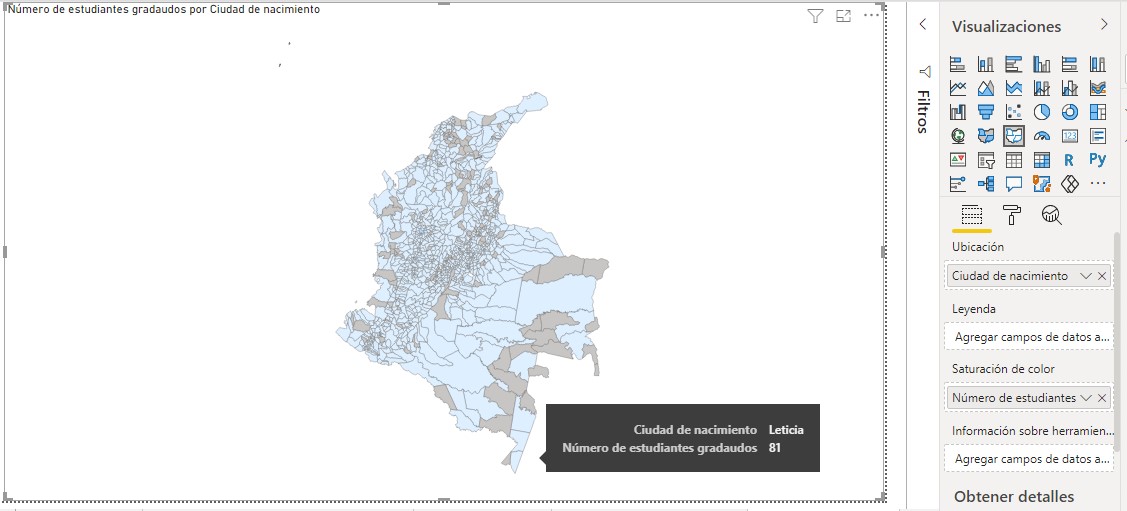 Número de estudiantes gradaudos por Ciudad de nacimiento
Ciudad de nacimiento Leticia
Número de estudiantes gradaudos 81
Filtros
Visualizaciones
123
R
Py
Ubicación
Ciudad de nacimiento
Leyenda
Agregar campos de datos a...
Saturación de color
Número de estudiantes
Información sobre herramien...
Agregar campos de datos a...
Obtener detalles